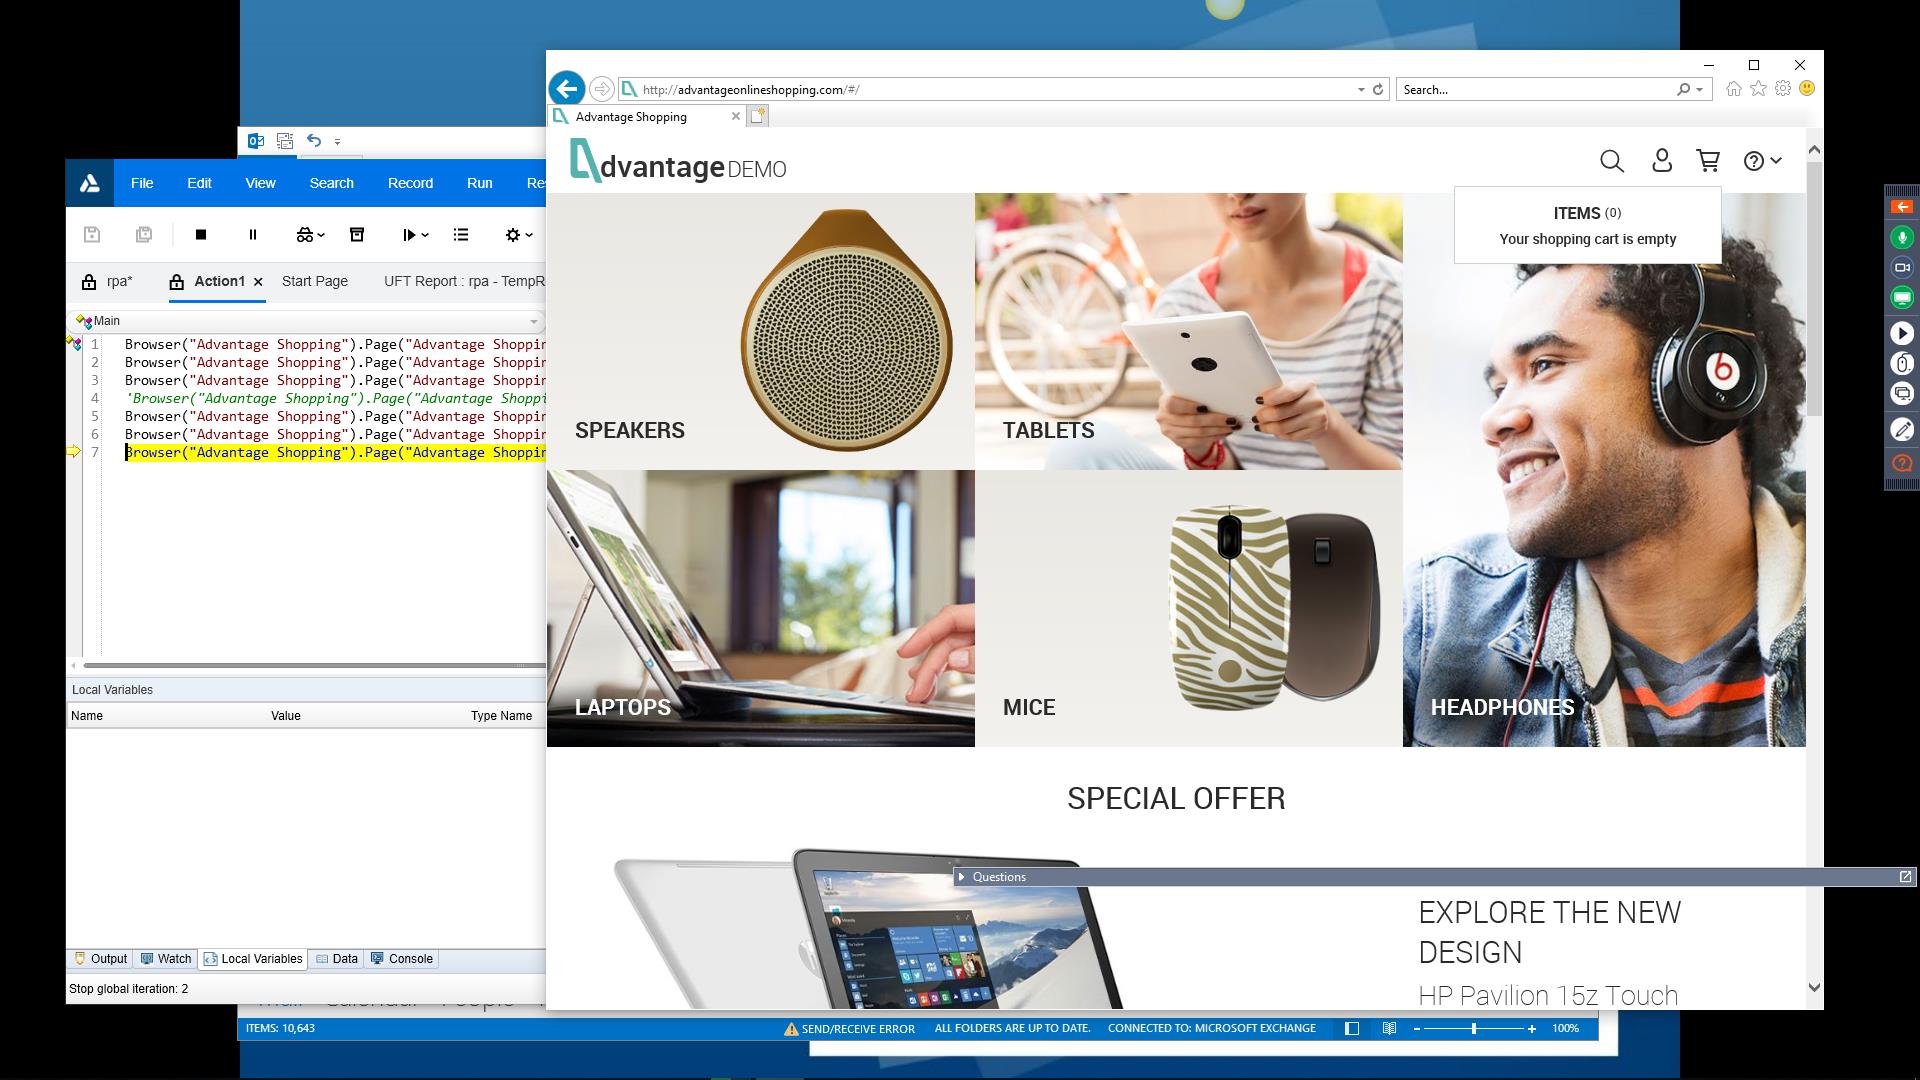 http://advantageonlineshopping.com/#/
Search...
Advantage Shopping
dvantage DEMO
ITEMS (0)
Your shopping cart is empty
SPEAKERS
TABLETS
LAPTOPS
MICE
HEADPHONES
SPECIAL OFFER
Questions
EXPLORE THE NEW
DESIGN
HP Pavilion 15z Touch
File Edit View Search Record Run Re
rpa* Action1 Start Page UFT Report : rpa - TempR
Main
1 Browser("Advantage Shopping").Page("Advantage Shoppin
2 Browser("Advantage Shopping").Page("Advantage Shoppin
3 Browser("Advantage Shopping").Page("Advantage Shoppin
4 'Browser("Advantage Shopping").Page("Advantage Shoppi
5 Browser("Advantage Shopping").Page("Advantage Shoppin
6 Browser("Advantage Shopping").Page("Advantage Shoppin
7 Browser("Advantage Shopping").Page("Advantage Shoppin
Local Variables
Name Value Type Name
Output Watch Local Variables Data Console
Stop global iteration: 2
ITEMS: 10,643 SEND/RECEIVE ERROR ALL FOLDERS ARE UP TO DATE. CONNECTED TO: MICROSOFT EXCHANGE 100%